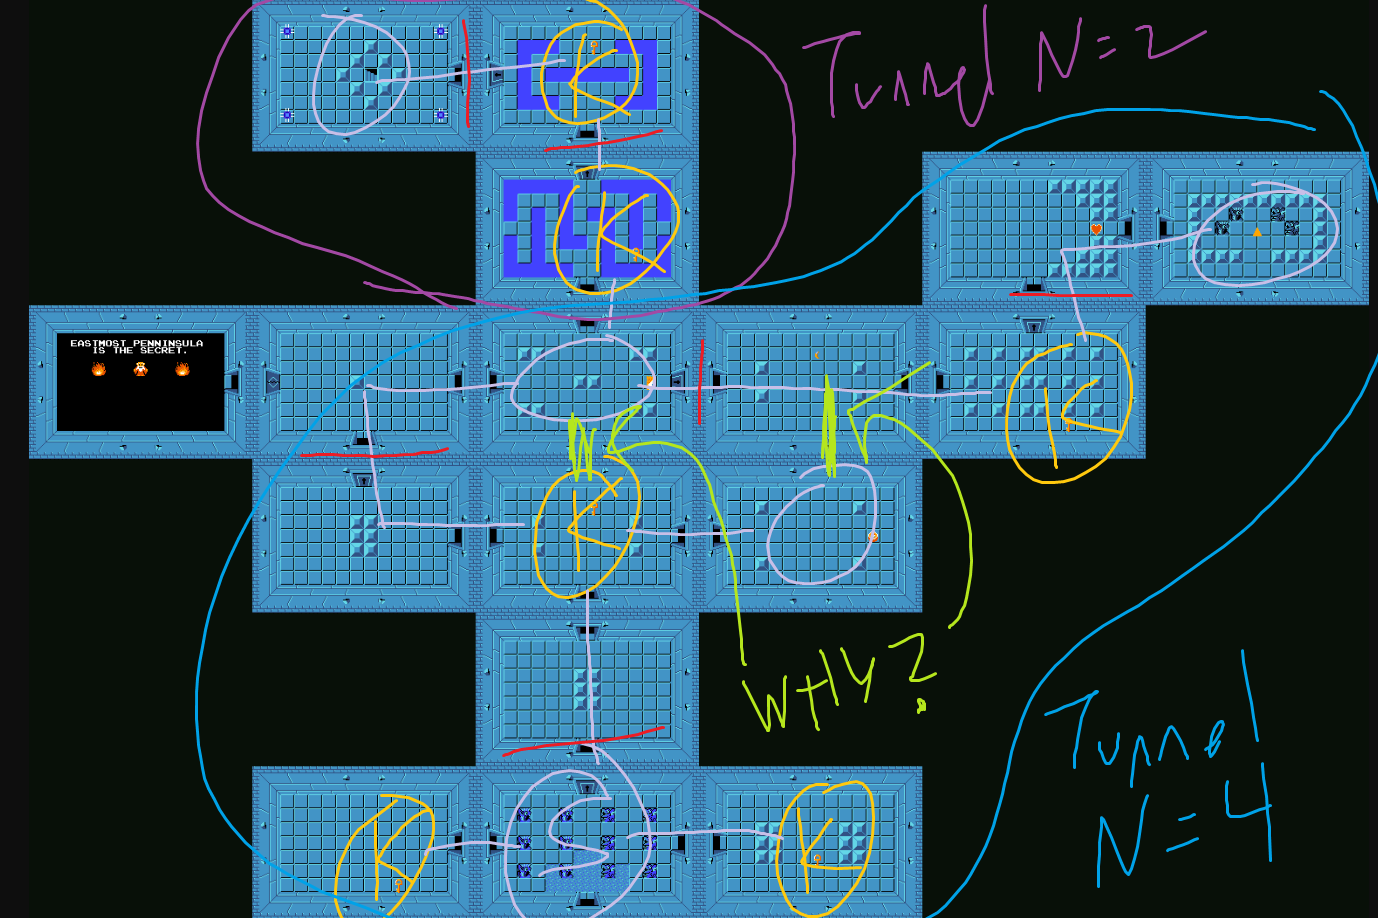 Tunnel N=2
K
K
EASTMOST PENNINSULA
IS THE SECRET.
K
K
K
K
WHY?
Tunnel
N=4
K
S
K